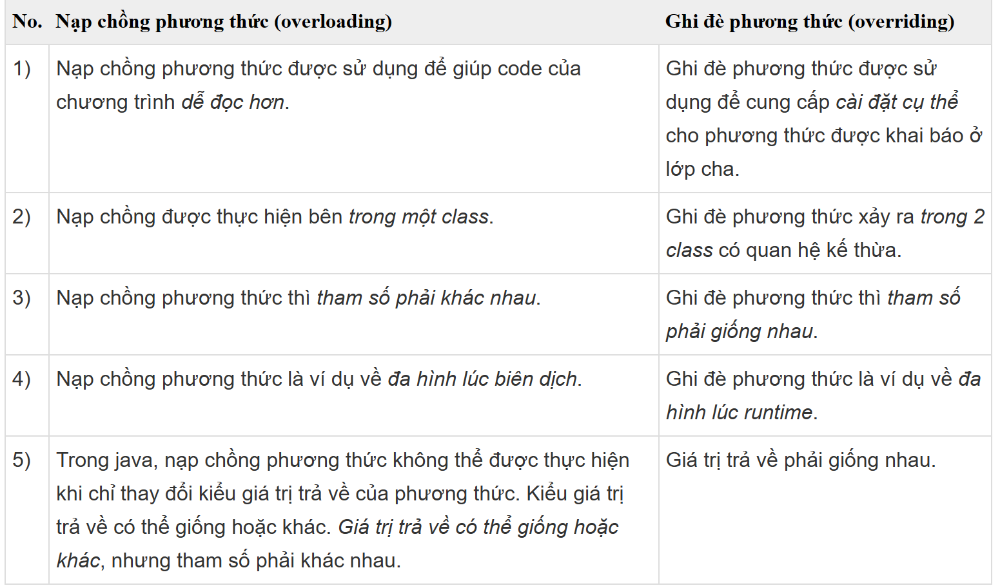 No. Nạp chồng phương thức (overloading) Ghi đè phương thức (overriding)
1) Nạp chồng phương thức được sử dụng để giúp code của
chương trình dễ đọc hơn.
Ghi đè phương thức được sử
dụng để cung cấp cài đặt cụ thể
cho phương thức được khai báo ở
lớp cha.
2) Nạp chồng được thực hiện bên trong một class.
Ghi đè phương thức xảy ra trong 2
class có quan hệ kế thừa.
3) Nạp chồng phương thức thì tham số phải khác nhau.
Ghi đè phương thức thì tham số
phải giống nhau.
4) Nạp chồng phương thức là ví dụ về đa hình lúc biên dịch.
Ghi đè phương thức là ví dụ về đa
hình lúc runtime.
5) Trong java, nạp chồng phương thức không thể được thực hiện
khi chỉ thay đổi kiểu giá trị trả về của phương thức. Kiểu giá trị
trả về có thể giống hoặc khác. Giá trị trả về có thể giống hoặc
khác, nhưng tham số phải khác nhau.
Giá trị trả về phải giống nhau.